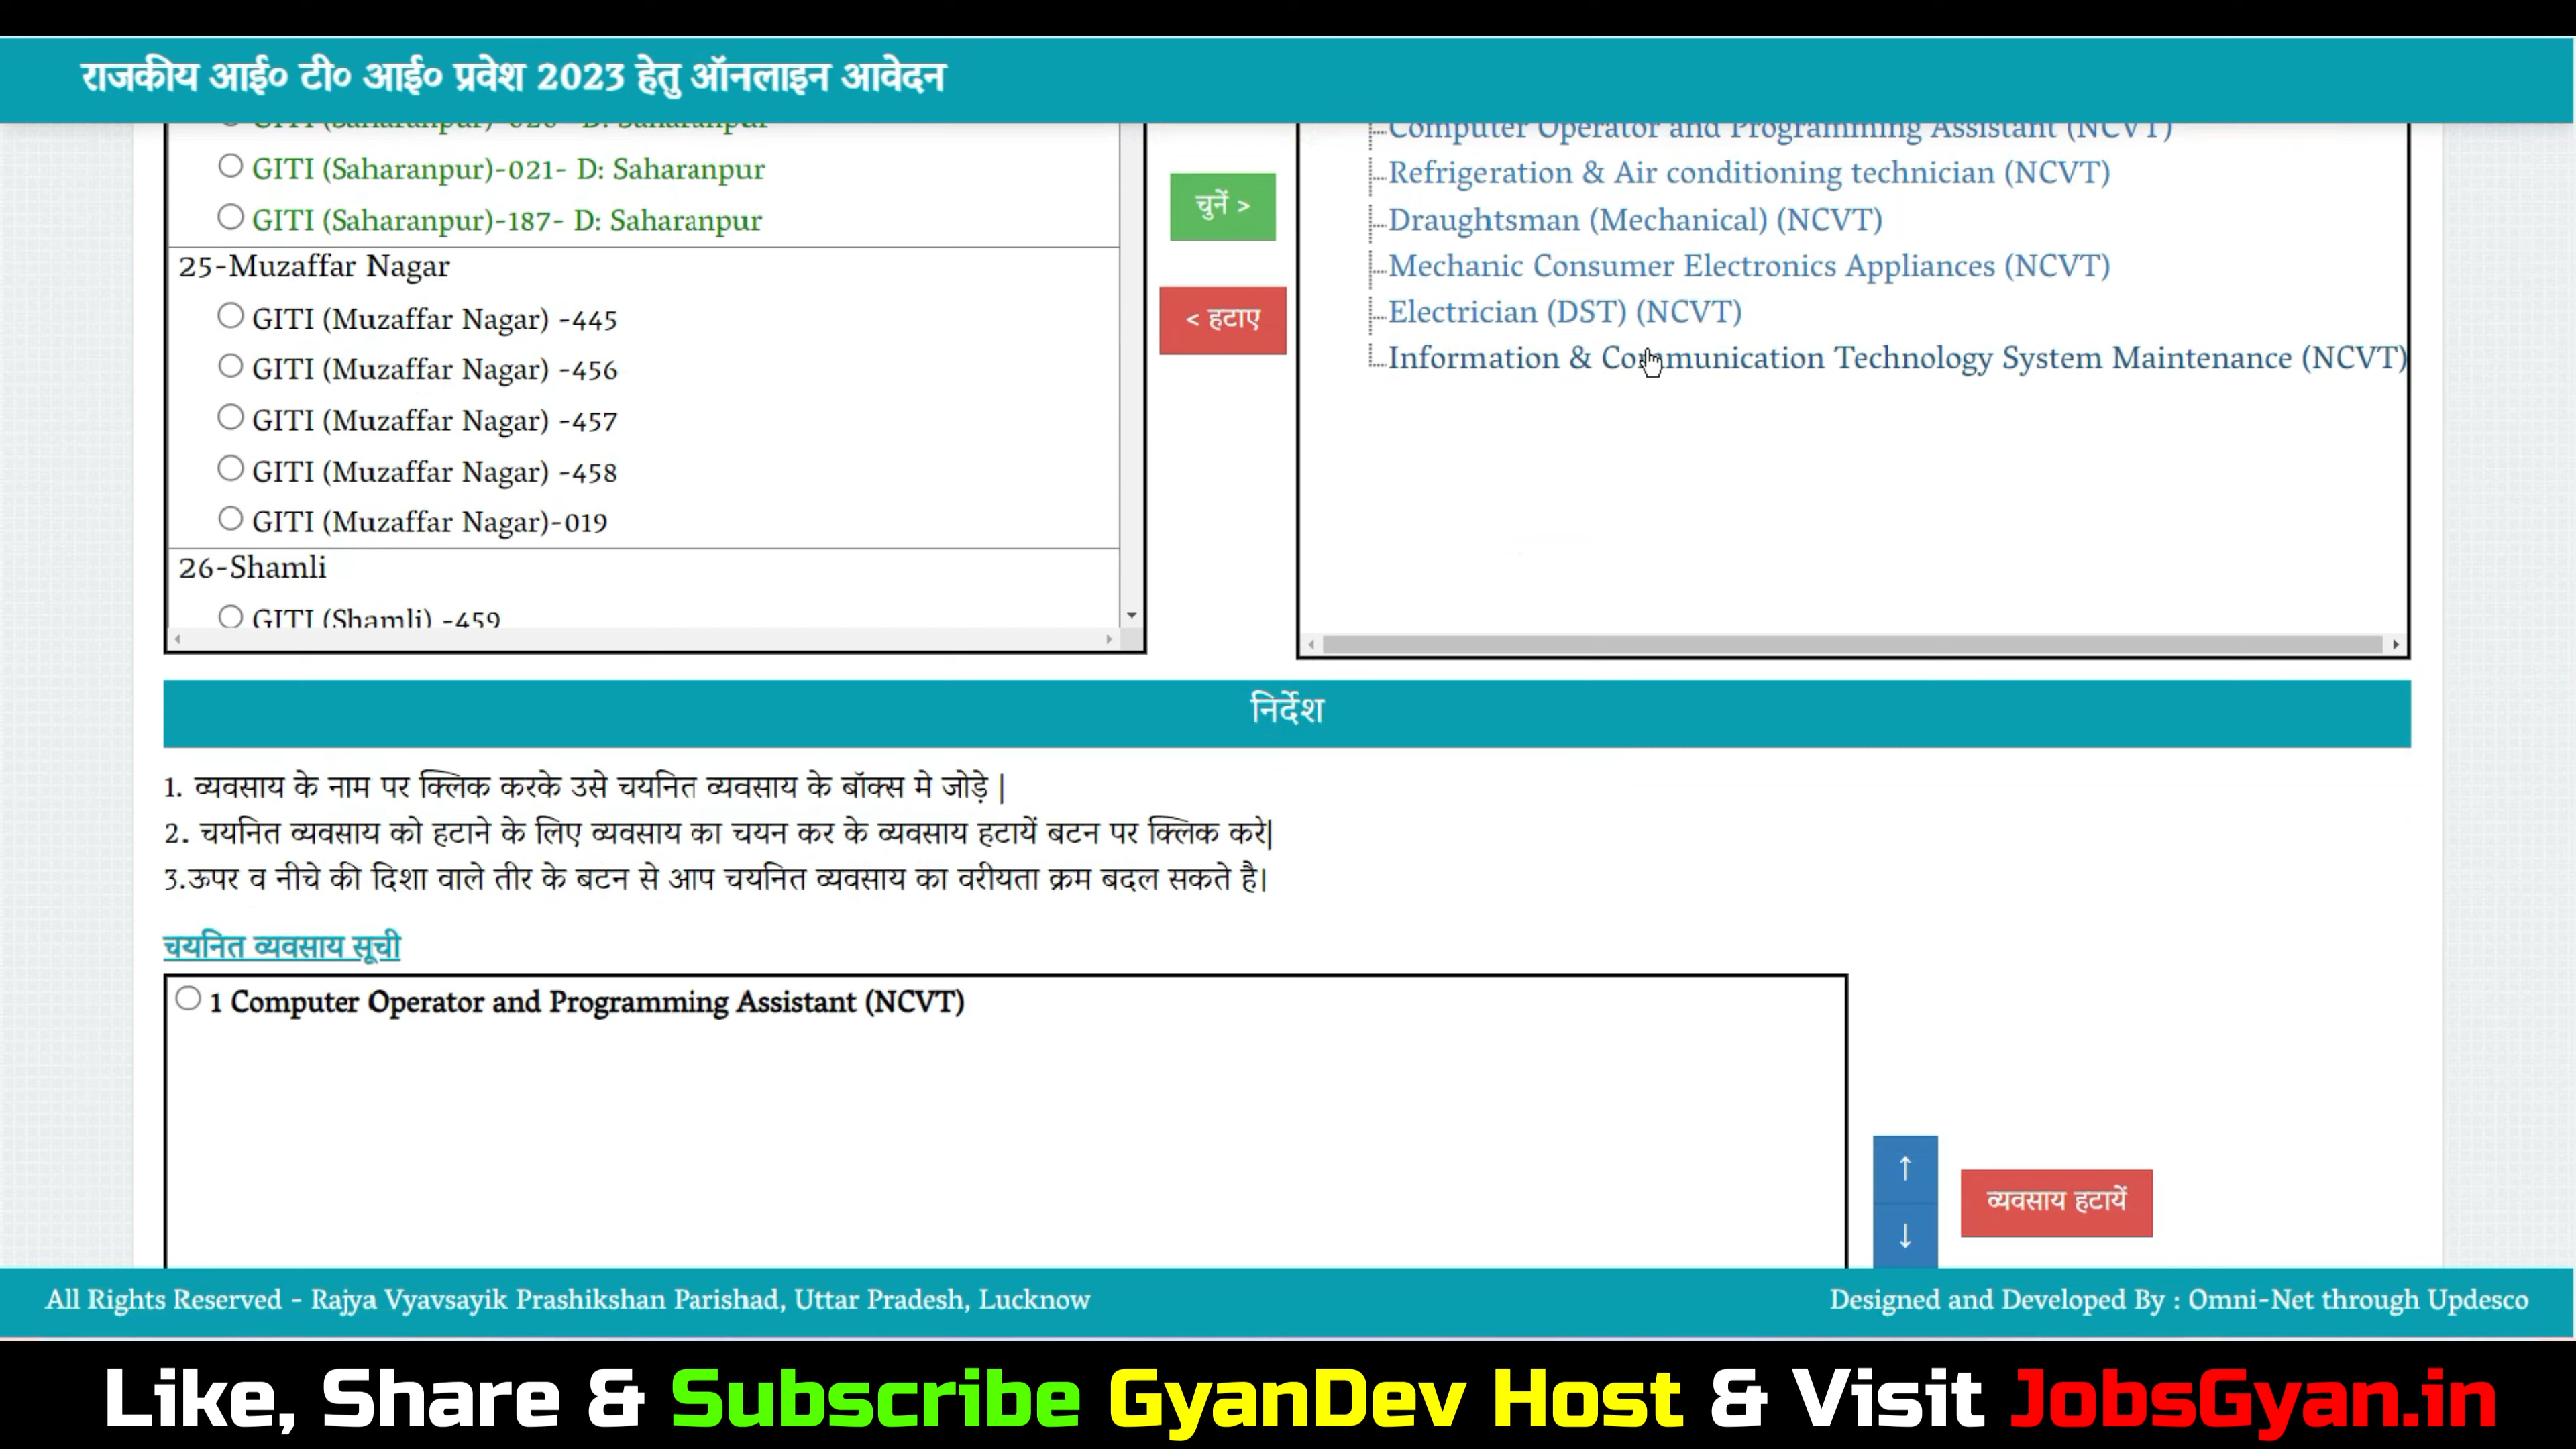 राजकीय आई० टी० आई० प्रवेश 2023 हेतु ऑनलाइन आवेदन
GITI (Saharanpur)-020- D: Saharanpur
GITI (Saharanpur)-021- D: Saharanpur
GITI (Saharanpur)-187- D: Saharanpur
25-Muzaffar Nagar
GITI (Muzaffar Nagar) -445
GITI (Muzaffar Nagar) -456
GITI (Muzaffar Nagar) -457
GITI (Muzaffar Nagar) -458
GITI (Muzaffar Nagar)-019
26-Shamli
GITI (Shamli) -459
चुनें >
< हटाए
Computer Operator and Programming Assistant (NCVT)
Refrigeration & Air conditioning technician (NCVT)
Draughtsman (Mechanical) (NCVT)
Mechanic Consumer Electronics Appliances (NCVT)
Electrician (DST) (NCVT)
Information & Communication Technology System Maintenance (NCVT)
निर्देश
1. व्यवसाय के नाम पर क्लिक करके उसे चयनित व्यवसाय के बॉक्स मे जोड़े |
2. चयनित व्यवसाय को हटाने के लिए व्यवसाय का चयन कर के व्यवसाय हटायें बटन पर क्लिक करे|
3.ऊपर व नीचे की दिशा वाले तीर के बटन से आप चयनित व्यवसाय का वरीयता क्रम बदल सकते है।
चयनित व्यवसाय सूची
1 Computer Operator and Programming Assistant (NCVT)
↑
↓
व्यवसाय हटायें
All Rights Reserved - Rajya Vyavsayik Prashikshan Parishad, Uttar Pradesh, Lucknow
Designed and Developed By : Omni-Net through Updesco
Like, Share & Subscribe GyanDev Host & Visit JobsGyan.in